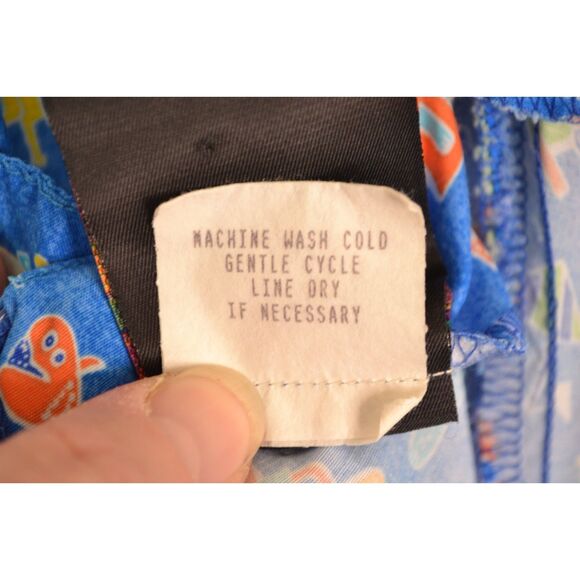 MACHINE WASH COLD
GENTLE CYCLE
LINE DRY
IF NECESSARY